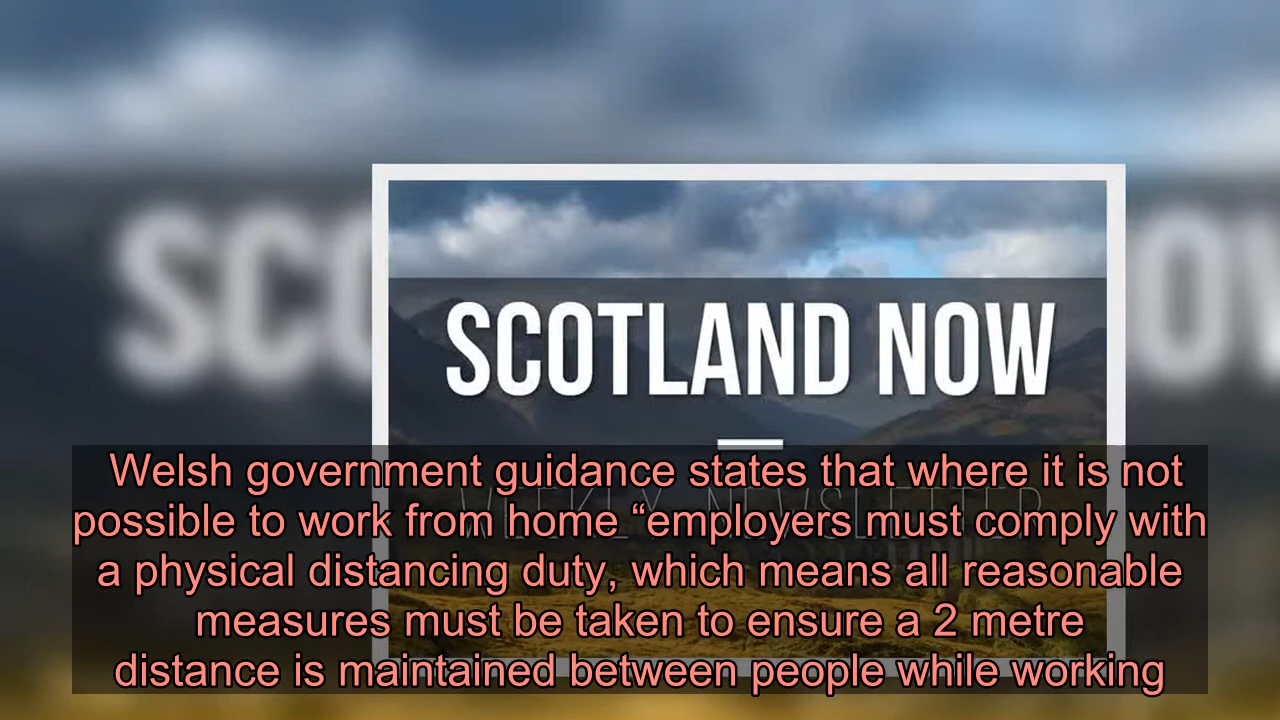 SCOTLAND NOW
WEEKLY NEWSLETTER
Welsh government guidance states that where it is not
possible to work from home “employers must comply with
a physical distancing duty, which means all reasonable
measures must be taken to ensure a 2 metre
distance is maintained between people while working